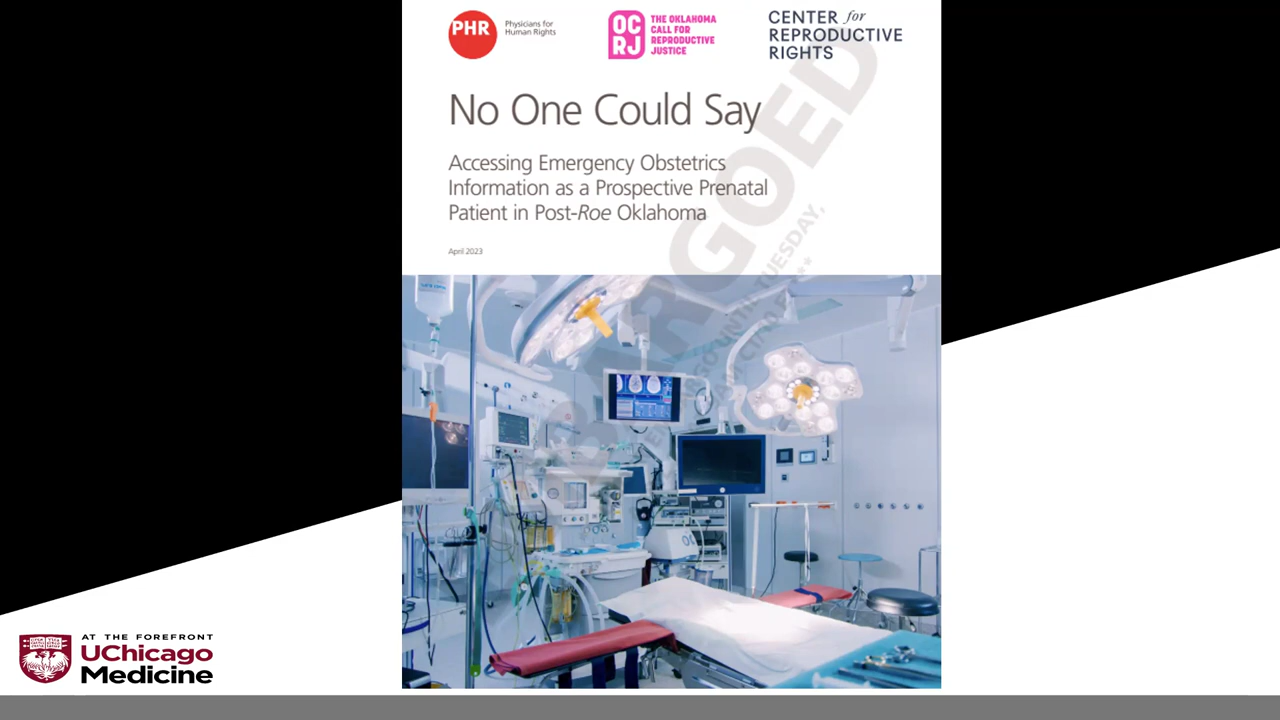 PHR
Physicians for
Human Rights
OC
RJ
THE OKLAHOMA
CALL FOR
REPRODUCTIVE
JUSTICE
CENTER for
REPRODUCTIVE
RIGHTS
No One Could Say
Accessing Emergency Obstetrics
Information as a Prospective Prenatal
Patient in Post-Roe Oklahoma
April 2023
AT THE FOREFRONT
UChicago
Medicine